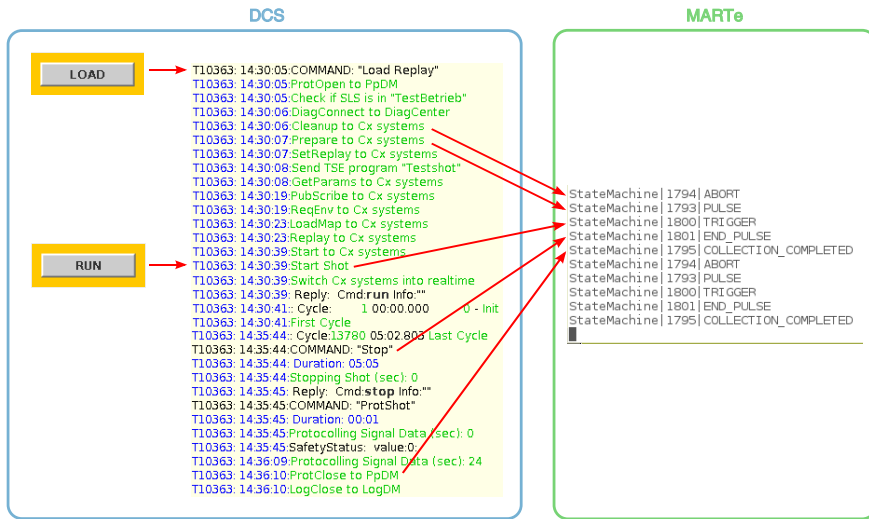 DCS
MARTe
LOAD
T10363: 14:30:05:COMMAND: "Load Replay"
T10363: 14:30:05:ProtOpen to PpDM
T10363: 14:30:05:Check if SLS is in "TestBetrieb"
T10363: 14:30:06:DiagConnect to DiagCenter
T10363: 14:30:06:Cleanup to Cx systems
T10363: 14:30:07:Prepare to Cx systems
T10363: 14:30:07:SetReplay to Cx systems
T10363: 14:30:08:Send TSE program "Testshot"
T10363: 14:30:08:GetParams to Cx systems
T10363: 14:30:19:PubScribe to Cx systems
T10363: 14:30:19:ReqEnv to Cx systems
T10363: 14:30:23:LoadMap to Cx systems
T10363: 14:30:23:Replay to Cx systems
T10363: 14:30:39:Start to Cx systems
RUN
T10363: 14:30:39:Start Shot
T10363: 14:30:39:Switch Cx systems into realtime
T10363: 14:30:39: Reply: Cmd:run Info:""
T10363: 14:30:41:: Cycle: 1 00:00.000 0 - Init
T10363: 14:30:41:First Cycle
T10363: 14:35:44:: Cycle:13780 05:02.803 Last Cycle
T10363: 14:35:44:COMMAND: "Stop"
T10363: 14:35:44: Duration: 05:05
T10363: 14:35:44:Stopping Shot (sec): 0
T10363: 14:35:45: Reply: Cmd:stop Info:""
T10363: 14:35:45:COMMAND: "ProtShot"
T10363: 14:35:45: Duration: 00:01
T10363: 14:35:45:Protocolling Signal Data (sec): 0
T10363: 14:35:45:SafetyStatus: value:0:
T10363: 14:36:09:Protocolling Signal Data (sec): 24
T10363: 14:36:10:ProtClose to PpDM
T10363: 14:36:10:LogClose to LogDM
StateMachine|1794|ABORT
StateMachine|1793|PULSE
StateMachine|1800|TRIGGER
StateMachine|1801|END_PULSE
StateMachine|1795|COLLECTION_COMPLETED
StateMachine|1794|ABORT
StateMachine|1793|PULSE
StateMachine|1800|TRIGGER
StateMachine|1801|END_PULSE
StateMachine|1795|COLLECTION_COMPLETED